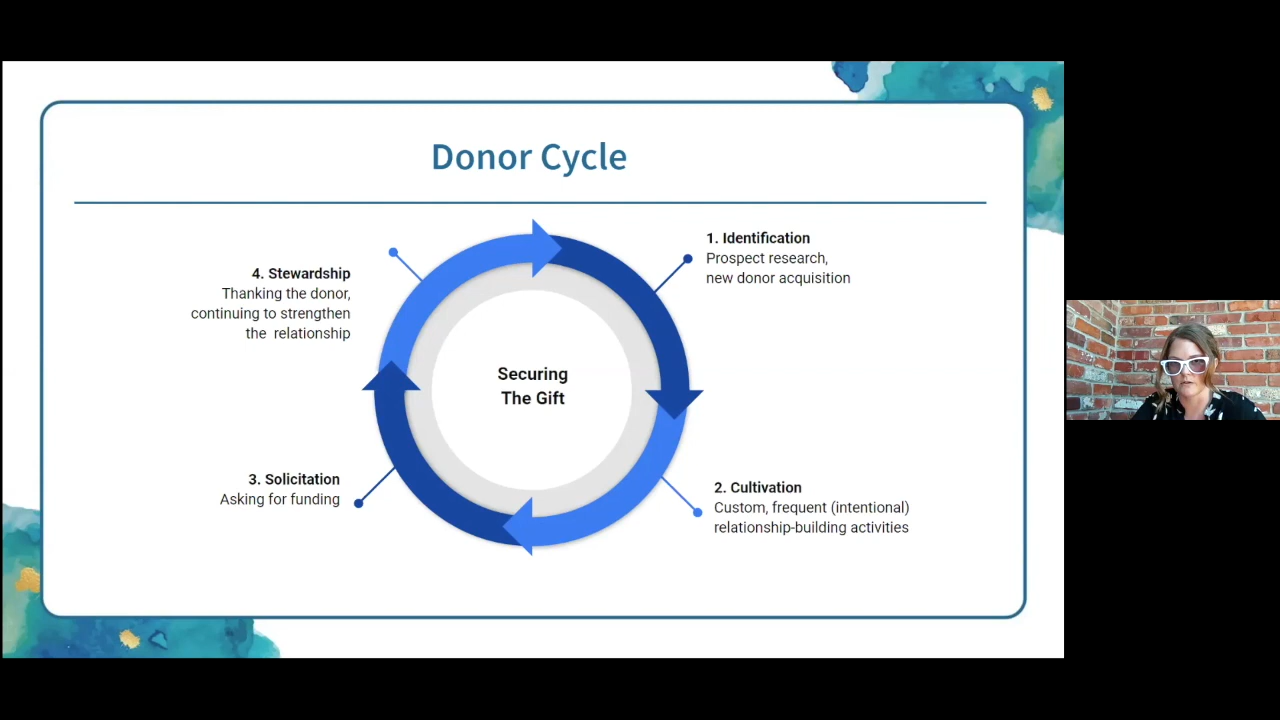 Donor Cycle
1. Identification
Prospect research,
new donor acquisition
2. Cultivation
Custom, frequent (intentional)
relationship-building activities
3. Solicitation
Asking for funding
4. Stewardship
Thanking the donor,
continuing to strengthen
the relationship
Securing
The Gift